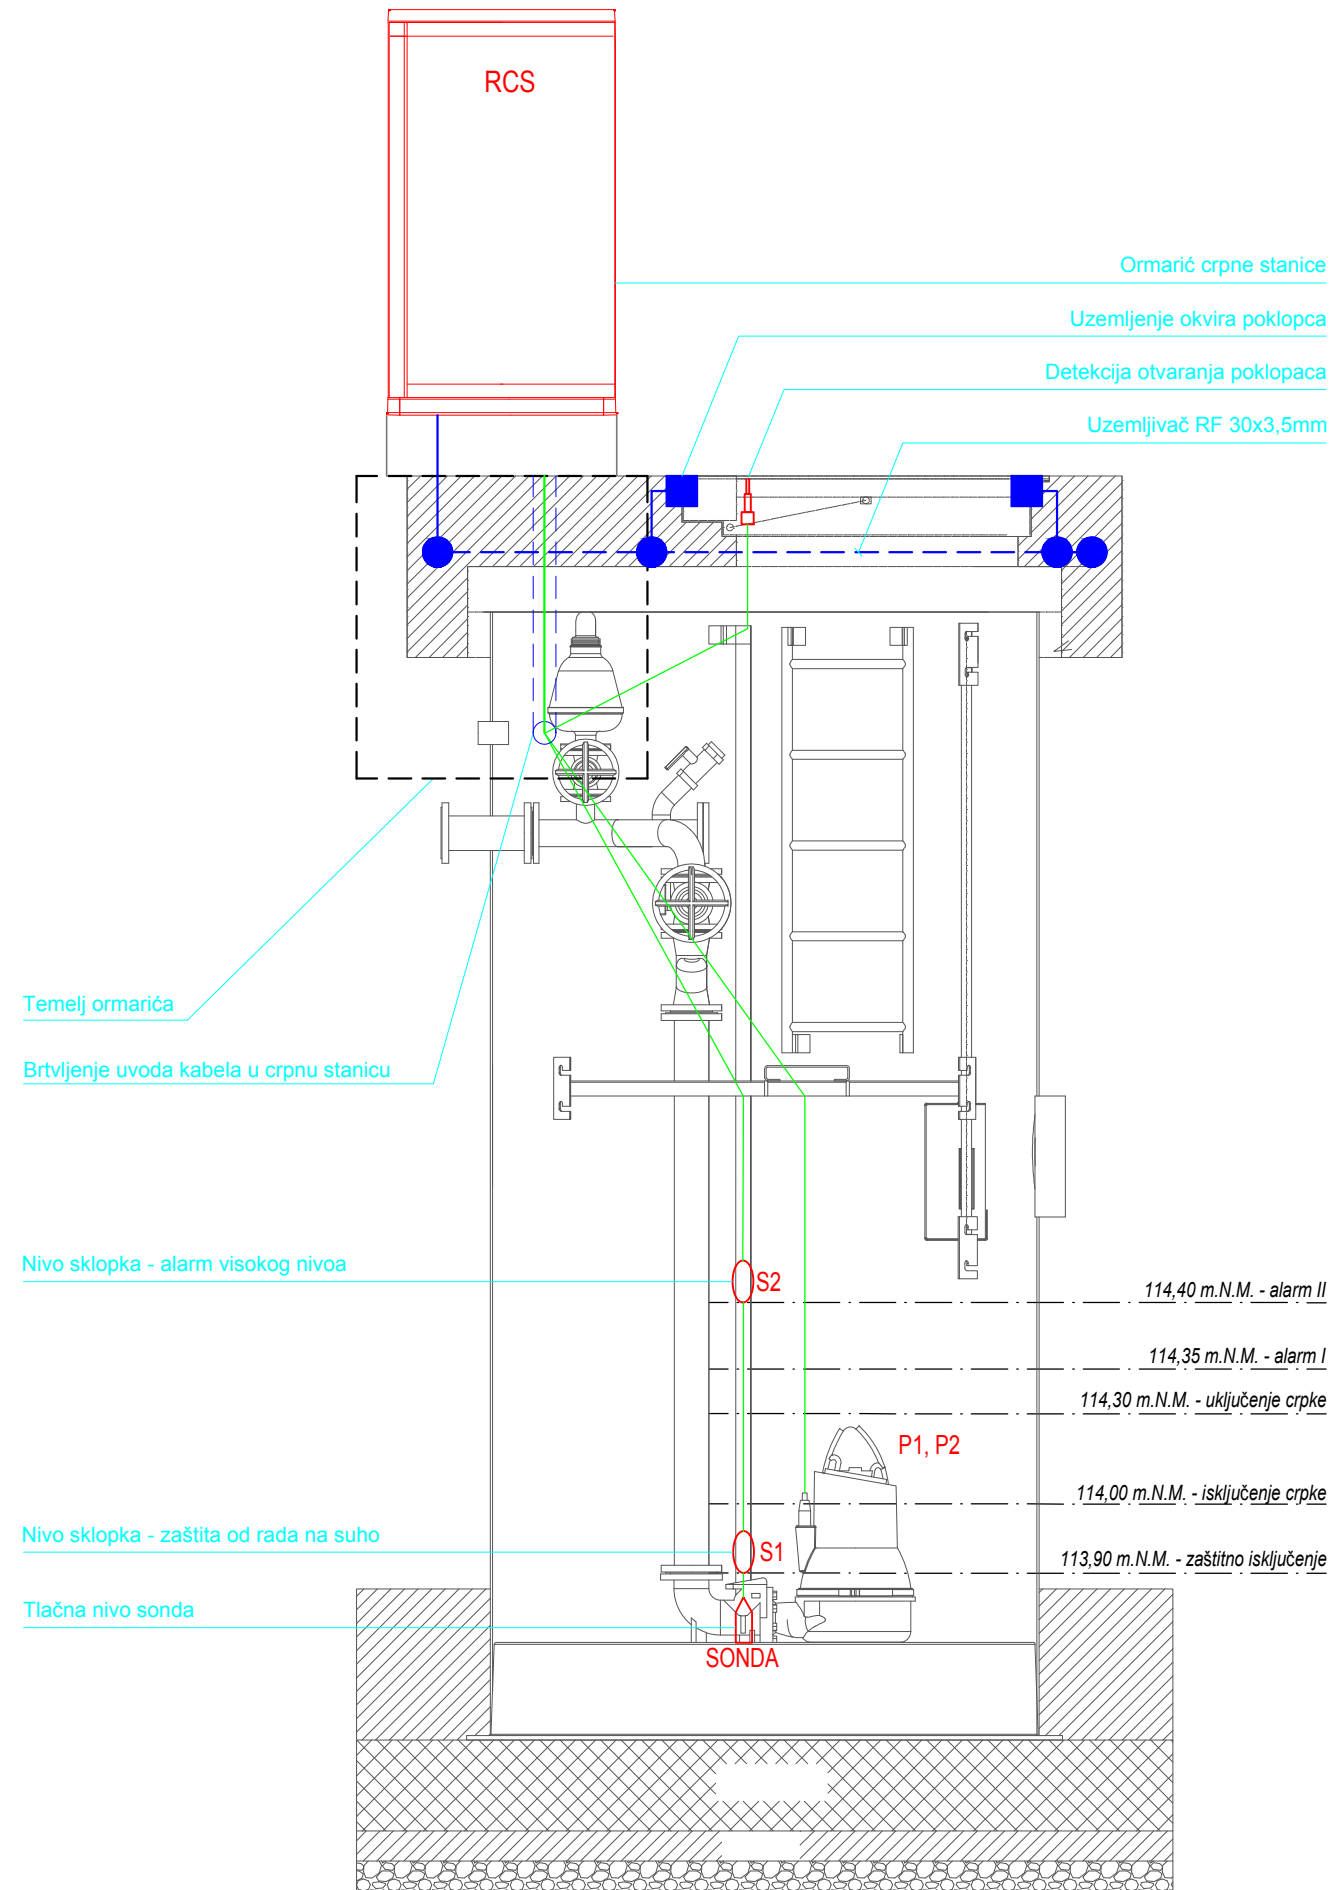 RCS
Ormarić crpne stanice
Uzemljenje okvira poklopca
Detekcija otvaranja poklopaca
Uzemljivač RF 30x3,5mm
Temelj ormarića
Brtvljenje uvoda kabela u crpnu stanicu
Nivo sklopka - alarm visokog nivoa
S2
114,40 m.N.M. - alarm II
114,35 m.N.M. - alarm I
114,30 m.N.M. - uključenje crpke
P1, P2
114,00 m.N.M. - isključenje crpke
Nivo sklopka - zaštita od rada na suho
S1
113,90 m.N.M. - zaštitno isključenje
Tlačna nivo sonda
SONDA